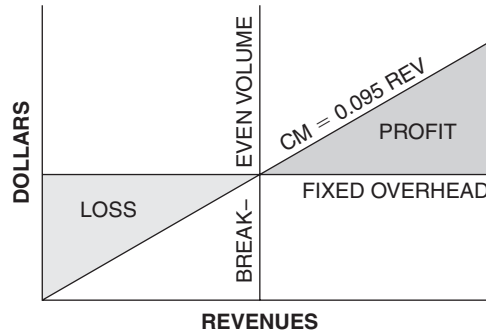 DOLLARS
EVEN VOLUME
BREAK–
CM = 0.095 REV
PROFIT
LOSS
FIXED OVERHEAD
REVENUES